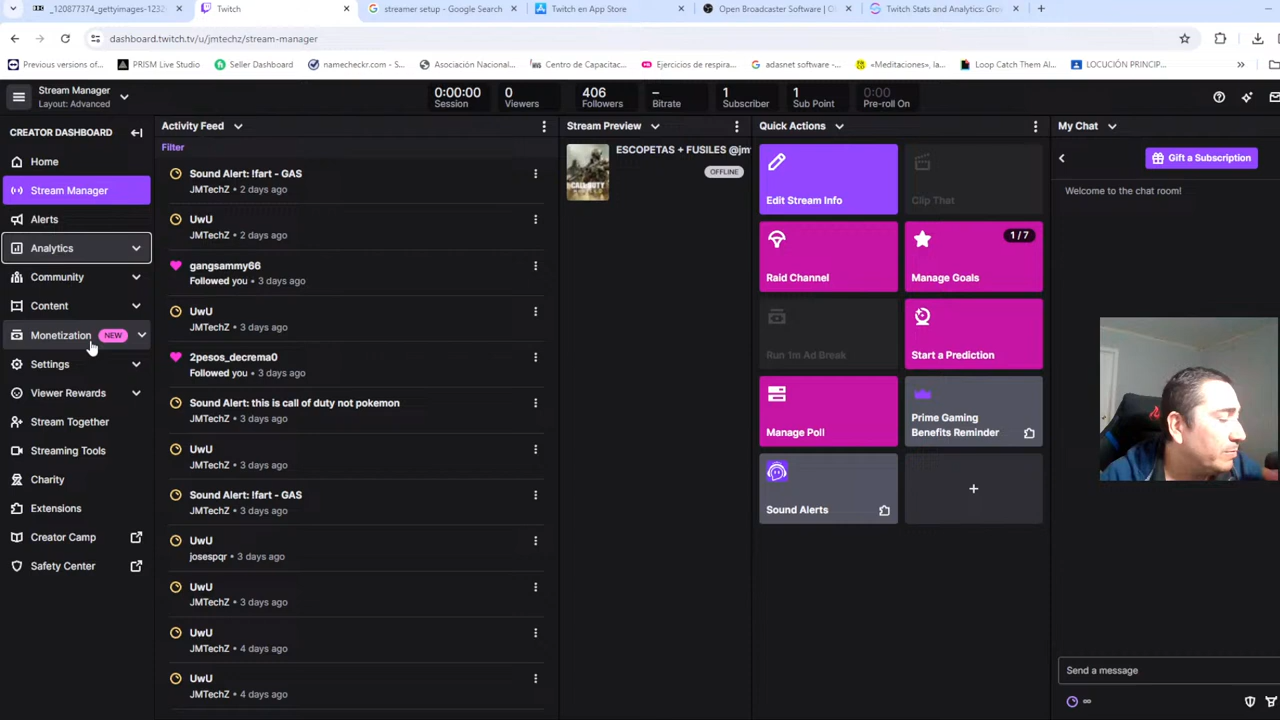 _120877374_gettyimages-1232
Twitch
streamer setup - Google Search
Twitch en App Store
Open Broadcaster Software | O
Twitch Stats and Analytics: Gro
dashboard.twitch.tv/u/jmtechz/stream-manager
Previous versions of...
PRISM Live Studio
Seller Dashboard
namecheckr.com - S...
Asociación Nacional...
Centro de Capacitac...
Ejercicios de respira...
adasnet software -...
«Meditaciones», la...
Loop Catch Them Al...
LOCUCIÓN PRINCIP...
Stream Manager
Layout: Advanced
0:00:00
Session
0
Viewers
406
Followers
–
Bitrate
1
Subscriber
1
Sub Point
0:00
Pre-roll On
CREATOR DASHBOARD
Home
Stream Manager
Alerts
Analytics
Community
Content
Monetization NEW
Settings
Viewer Rewards
Stream Together
Streaming Tools
Charity
Extensions
Creator Camp
Safety Center
Activity Feed
Filter
Sound Alert: !fart - GAS
JMTechZ • 2 days ago
UwU
JMTechZ • 2 days ago
gangsammy66
Followed you • 3 days ago
UwU
JMTechZ • 3 days ago
2pesos_decrema0
Followed you • 3 days ago
Sound Alert: this is call of duty not pokemon
JMTechZ • 3 days ago
UwU
JMTechZ • 3 days ago
Sound Alert: !fart - GAS
JMTechZ • 3 days ago
UwU
josespqr • 3 days ago
UwU
JMTechZ • 3 days ago
UwU
JMTechZ • 4 days ago
UwU
JMTechZ • 4 days ago
Stream Preview
ESCOPETAS + FUSILES @jm
OFFLINE
Quick Actions
Edit Stream Info
Clip That
Raid Channel
1 / 7
Manage Goals
Run 1m Ad Break
Start a Prediction
Manage Poll
Prime Gaming
Benefits Reminder
Sound Alerts
+
My Chat
Gift a Subscription
Welcome to the chat room!
Send a message
∞